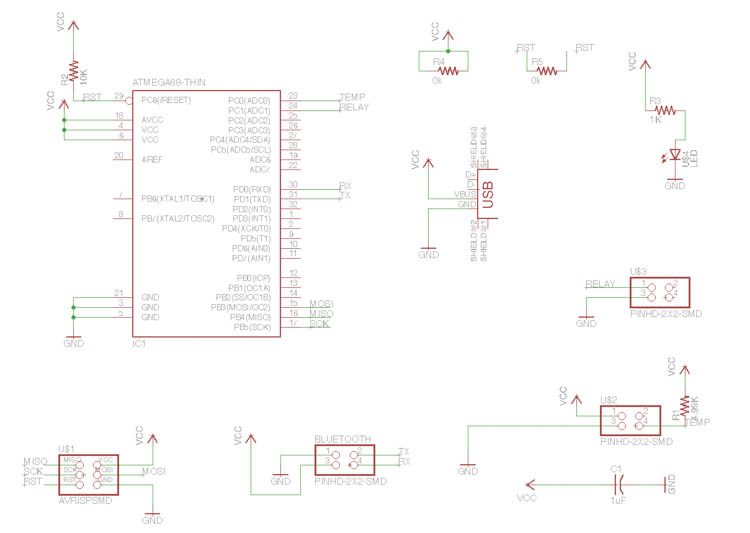 VCC
R2
10K
RST
VCC
ATMEGA88-THIN
29
PC6(/RESET)
18
AVCC
4
VCC
6
VCC
20
AREF
7
PB6(XTAL1/TOSC1)
8
PB7(XTAL2/TOSC2)
21
GND
3
GND
5
GND
GND
IC1
PC0(ADC0)
23
TEMP
PC1(ADC1)
24
RELAY
PC2(ADC2)
25
PC3(ADC3)
26
PC4(ADC4/SDA)
27
PC5(ADC5/SCL)
28
ADC6
19
ADC7
22
PD0(RXD)
30
RX
PD1(TXD)
31
TX
PD2(INT0)
32
PD3(INT1)
1
PD4(XCK/T0)
2
PD5(T1)
9
PD6(AIN0)
10
PD7(AIN1)
11
PB0(ICP)
12
PB1(OC1A)
13
PB2(SS/OC1B)
14
PB3(MOSI/OC2)
15
MOSI
PB4(MISO)
16
MISO
PB5(SCK)
17
SCK
VCC
R4
0k
RST
RST
R5
0k
VCC
R3
1K
U$4
LED
GND
VCC
SHIELD@3
SHIELD@4
D+
D-
VBUS
GND
USB
SHIELD@2
SHIELD@1
GND
U$3
RELAY
1
2
3
4
PINHD-2X2-SMD
GND
VCC
U$2
1
2
3
4
PINHD-2X2-SMD
VCC
R1
4.99K
TEMP
GND
U$1
MISO
SCK
RST
MISO
VCC
SCK
MOSI
RST
GND
MOSI
AVRISPSMD
VCC
GND
VCC
GND
BLUETOOTH
1
2
3
4
TX
RX
PINHD-2X2-SMD
VCC
C1
1uF
GND